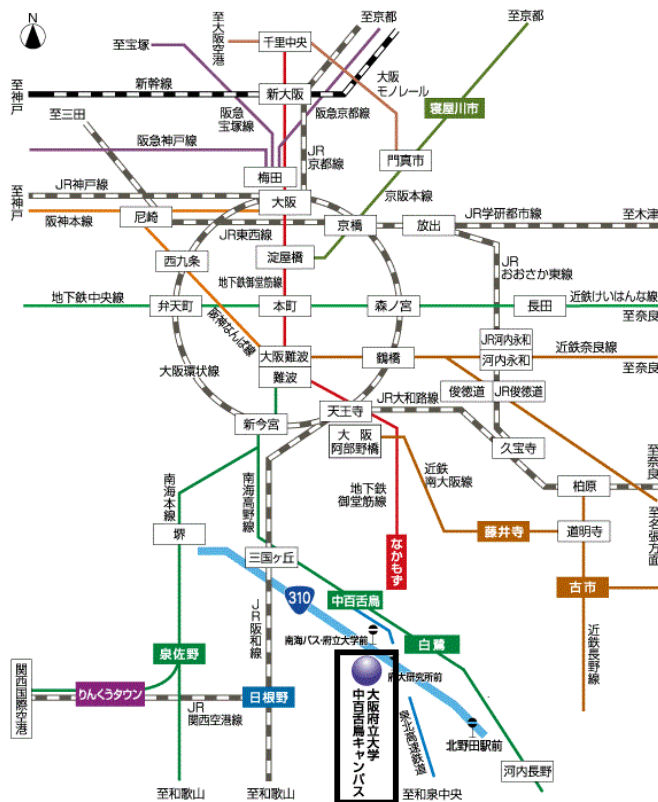 N
至宝塚
至大阪空港
千里中央
至京都
至京都
至神戸
新幹線
新大阪
大阪
モノレール
至三田
阪急
宝塚線
阪急京都線
寝屋川市
阪急神戸線
JR
京都線
門真市
梅田
京阪本線
至神戸
JR神戸線
大阪
阪神本線
尼崎
JR東西線
京橋
放出
JR学研都市線
至木津
西九条
淀屋橋
JR
おおさか東線
地下鉄御堂筋線
地下鉄中央線
弁天町
本町
森ノ宮
長田
近鉄けいはんな線
至奈良
阪神なんば線
大阪難波
難波
鶴橋
JR河内永和
河内永和
近鉄奈良線
至奈良
大阪環状線
俊徳道
JR俊徳道
JR大和路線
新今宮
天王寺
大阪
阿部野橋
久宝寺
至奈良
近鉄
南大阪線
柏原
至名張方面
南海本線
南海高野線
地下鉄
御堂筋線
堺
なかもず
藤井寺
道明寺
三国ヶ丘
古市
310
中百舌鳥
JR阪和線
南海バス・府立大学前
白鷺
近鉄長野線
泉佐野
府大研究所前
関西国際空港
りんくうタウン
日根野
大阪府立大学
中百舌鳥キャンパス
JR
関西空港線
泉北高速鉄道
北野田駅前
河内長野
至和歌山
至和歌山
至和泉中央